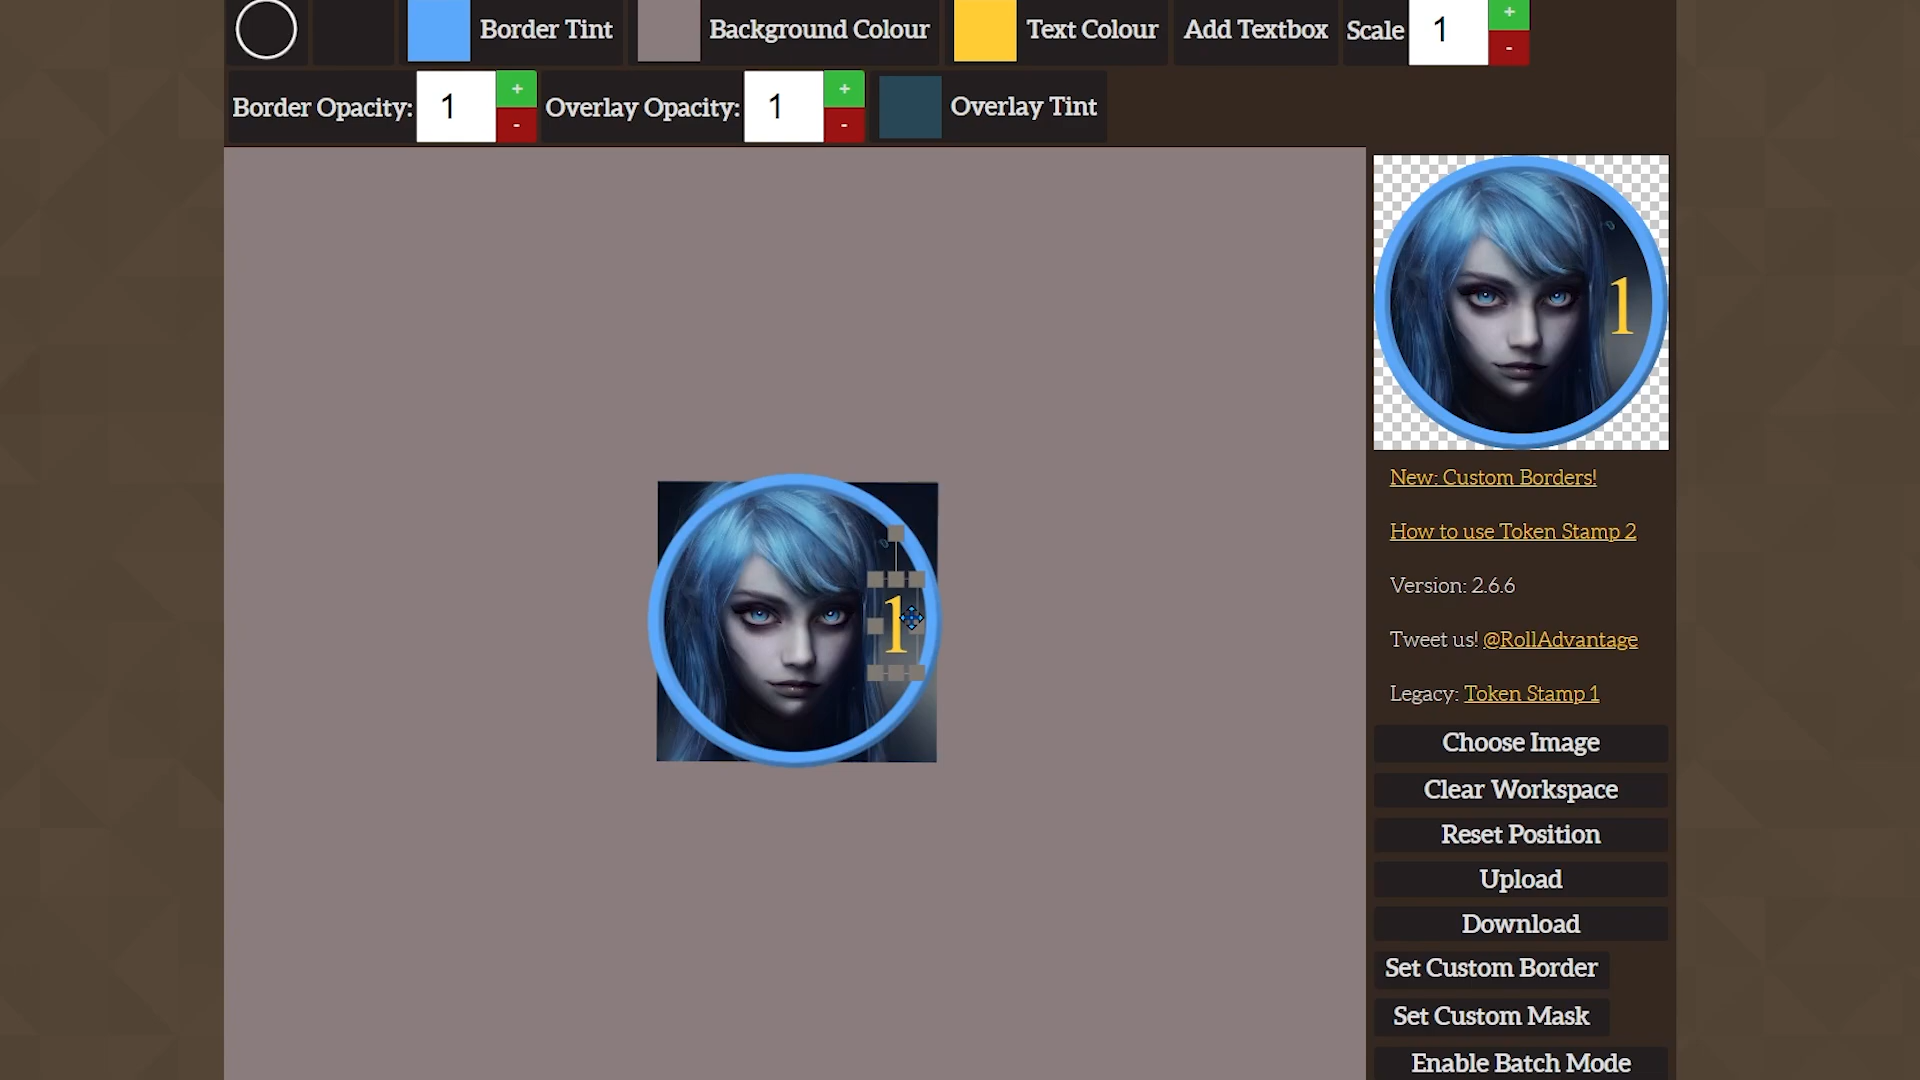 Border Tint
Background Colour
Text Colour
Add Textbox
Scale
1
+
-
Border Opacity:
1
+
-
Overlay Opacity:
1
+
-
Overlay Tint
1
1
New: Custom Borders!
How to use Token Stamp 2
Version: 2.6.6
Tweet us! @RollAdvantage
Legacy: Token Stamp 1
Choose Image
Clear Workspace
Reset Position
Upload
Download
Set Custom Border
Set Custom Mask
Enable Batch Mode